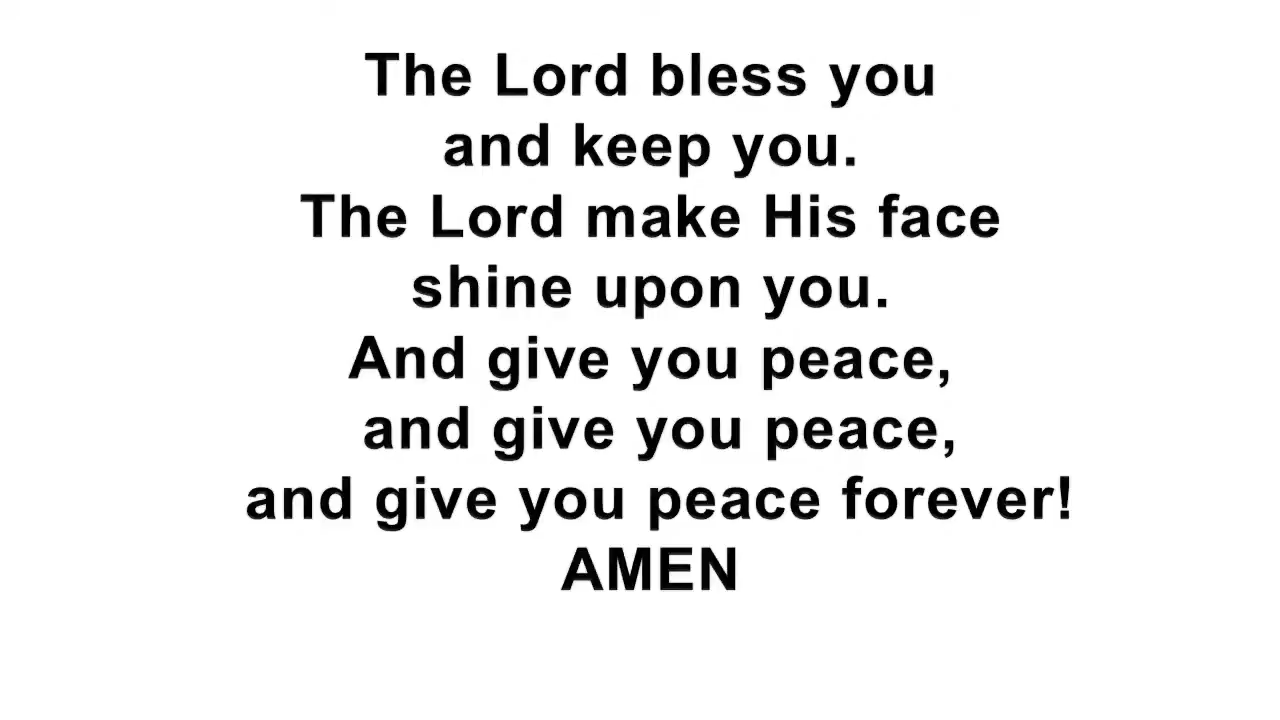 The Lord bless you
and keep you.
The Lord make His face
shine upon you.
And give you peace,
and give you peace,
and give you peace forever!
AMEN